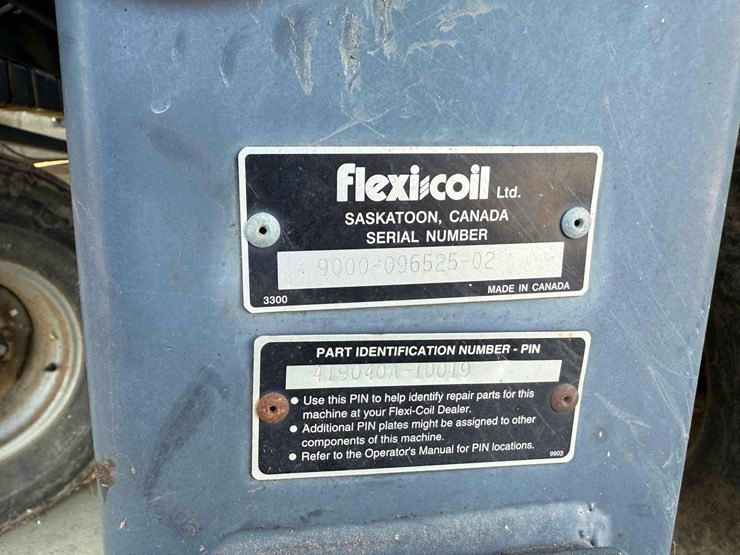 flexi-coil Ltd.
SASKATOON, CANADA
SERIAL NUMBER
9000-096525-02
3300
MADE IN CANADA
PART IDENTIFICATION NUMBER - PIN
419040A-10019
● Use this PIN to help identify repair parts for this
machine at your Flexi-Coil Dealer.
● Additional PIN plates might be assigned to other
components of this machine.
● Refer to the Operator's Manual for PIN locations.
9903